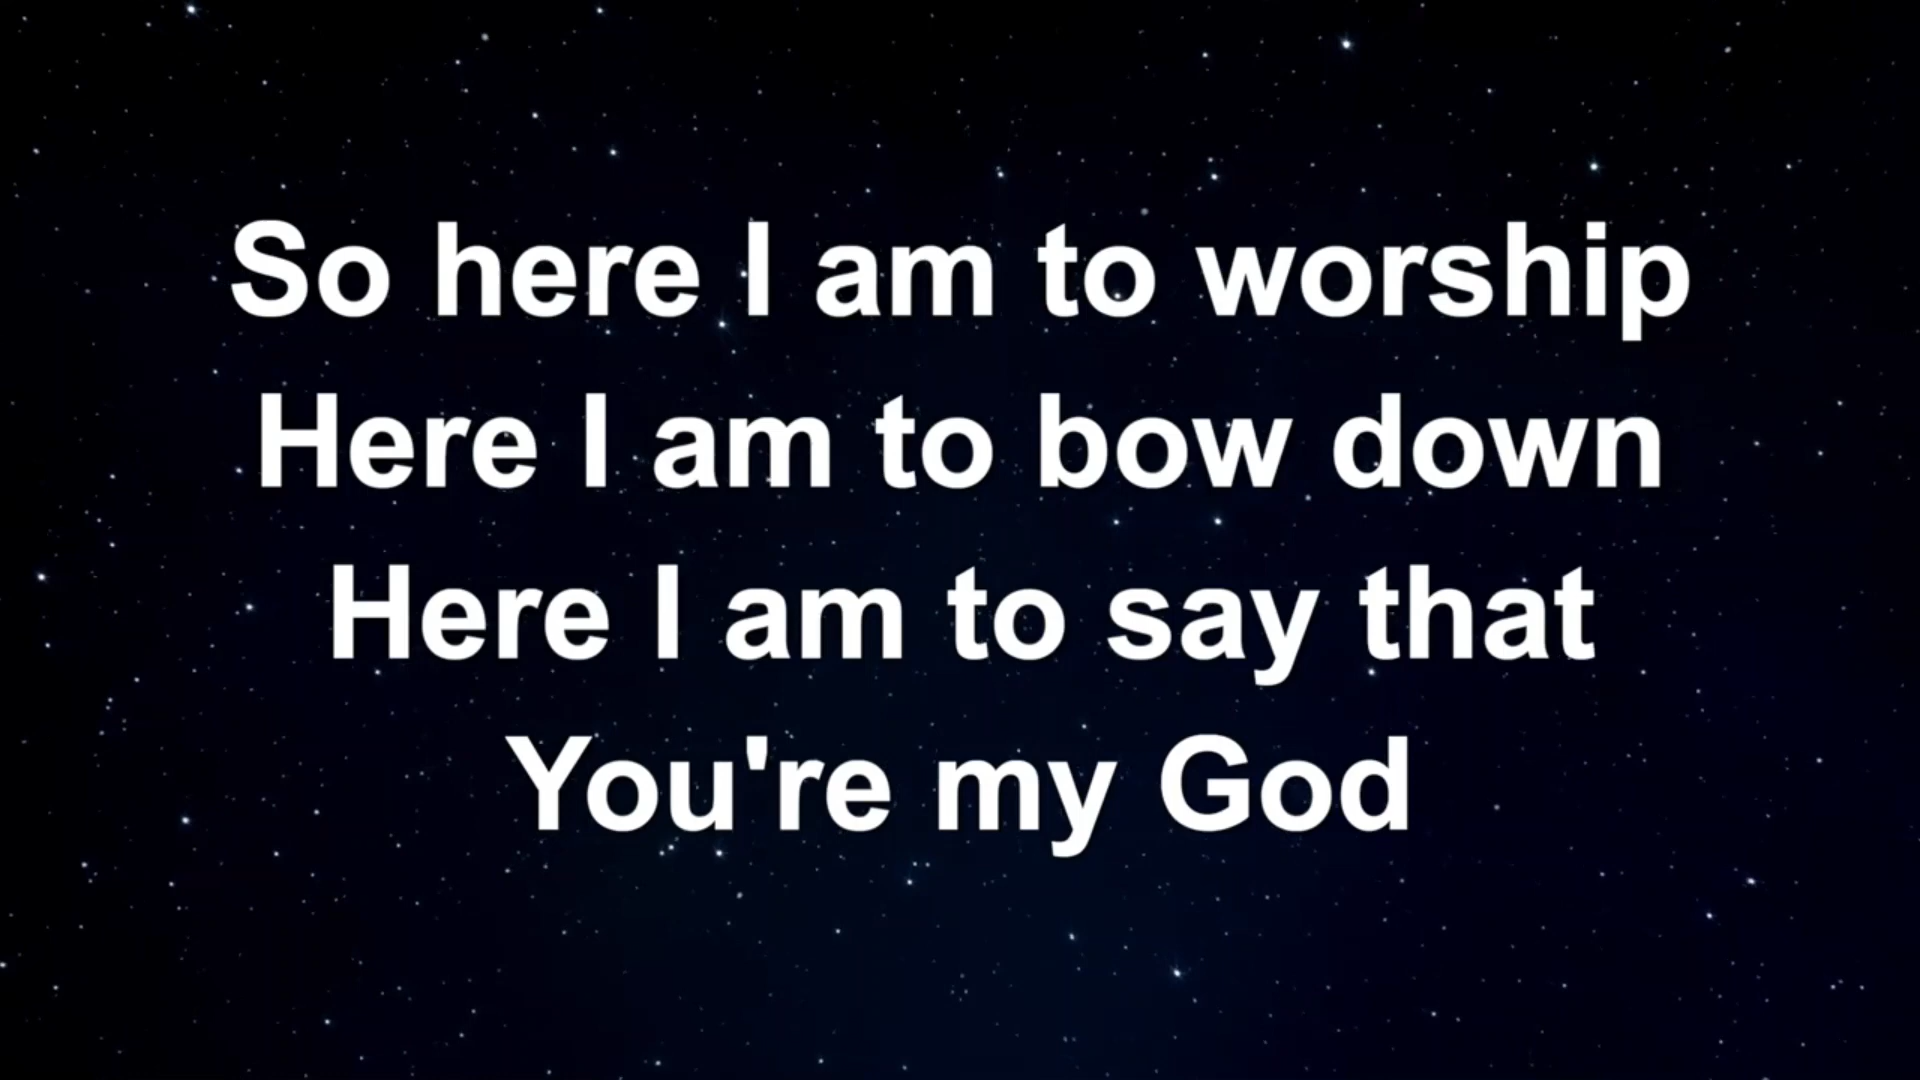 So here I am to worship
Here I am to bow down
Here I am to say that
You're my God